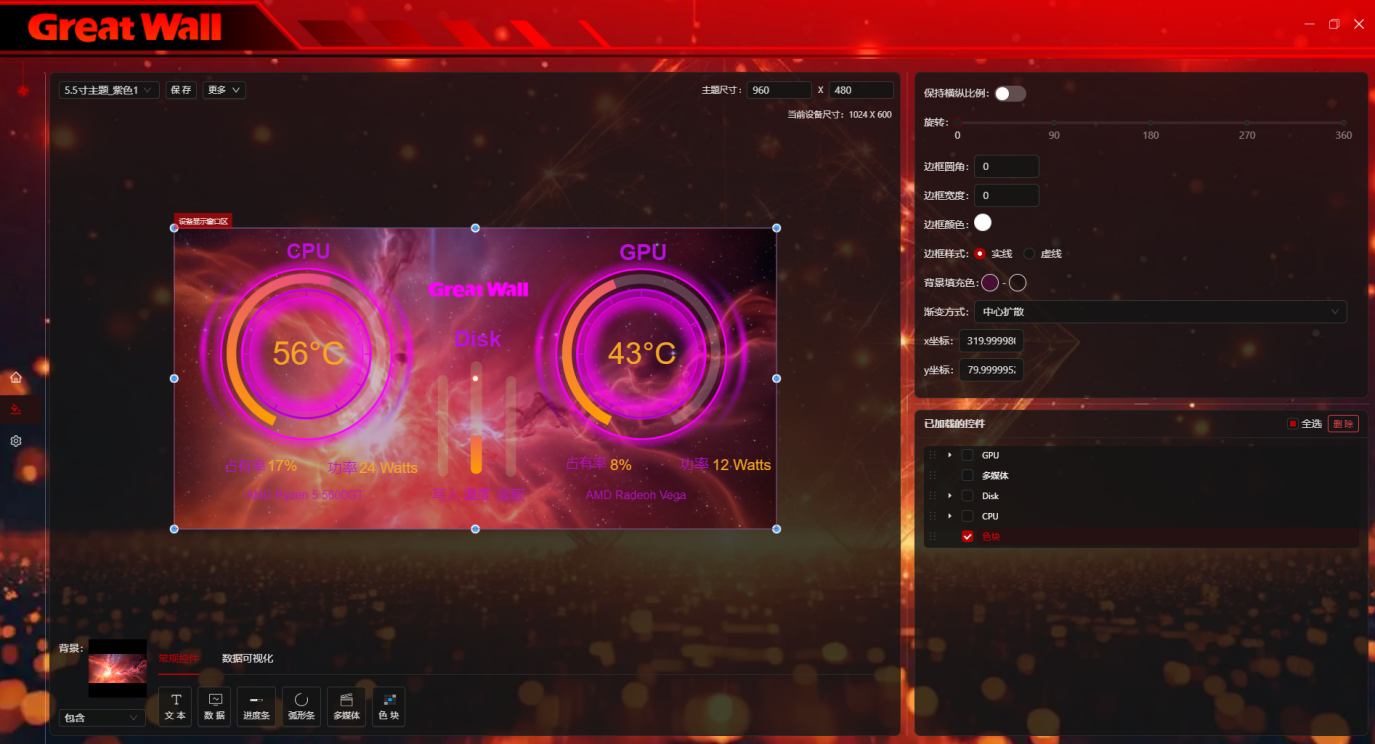 Great Wall
5.5寸主题_紫色1 保存 更多 主题尺寸： 960 X 480
当前设备尺寸：1024 X 600
设备显示窗口区
CPU GPU
Great Wall
Disk
56°C 43°C
占有率 17% 功率 24 Watts 占有率 8% 功率 12 Watts
AMD Ryzen 5 5600GT AMD Radeon Vega
背景： 常规控件 数据可视化
包含 文本 数据 进度条 弧形条 多媒体 色块
保持横纵比例：
旋转：
0 90 180 270 360
边框圆角： 0
边框宽度： 0
边框颜色：
边框样式： 实线 虚线
背景填充色： -
渐变方式： 中心扩散
x坐标： 319.999986
y坐标： 79.9999952
已加载的控件 全选 删除
GPU
多媒体
Disk
CPU
色块